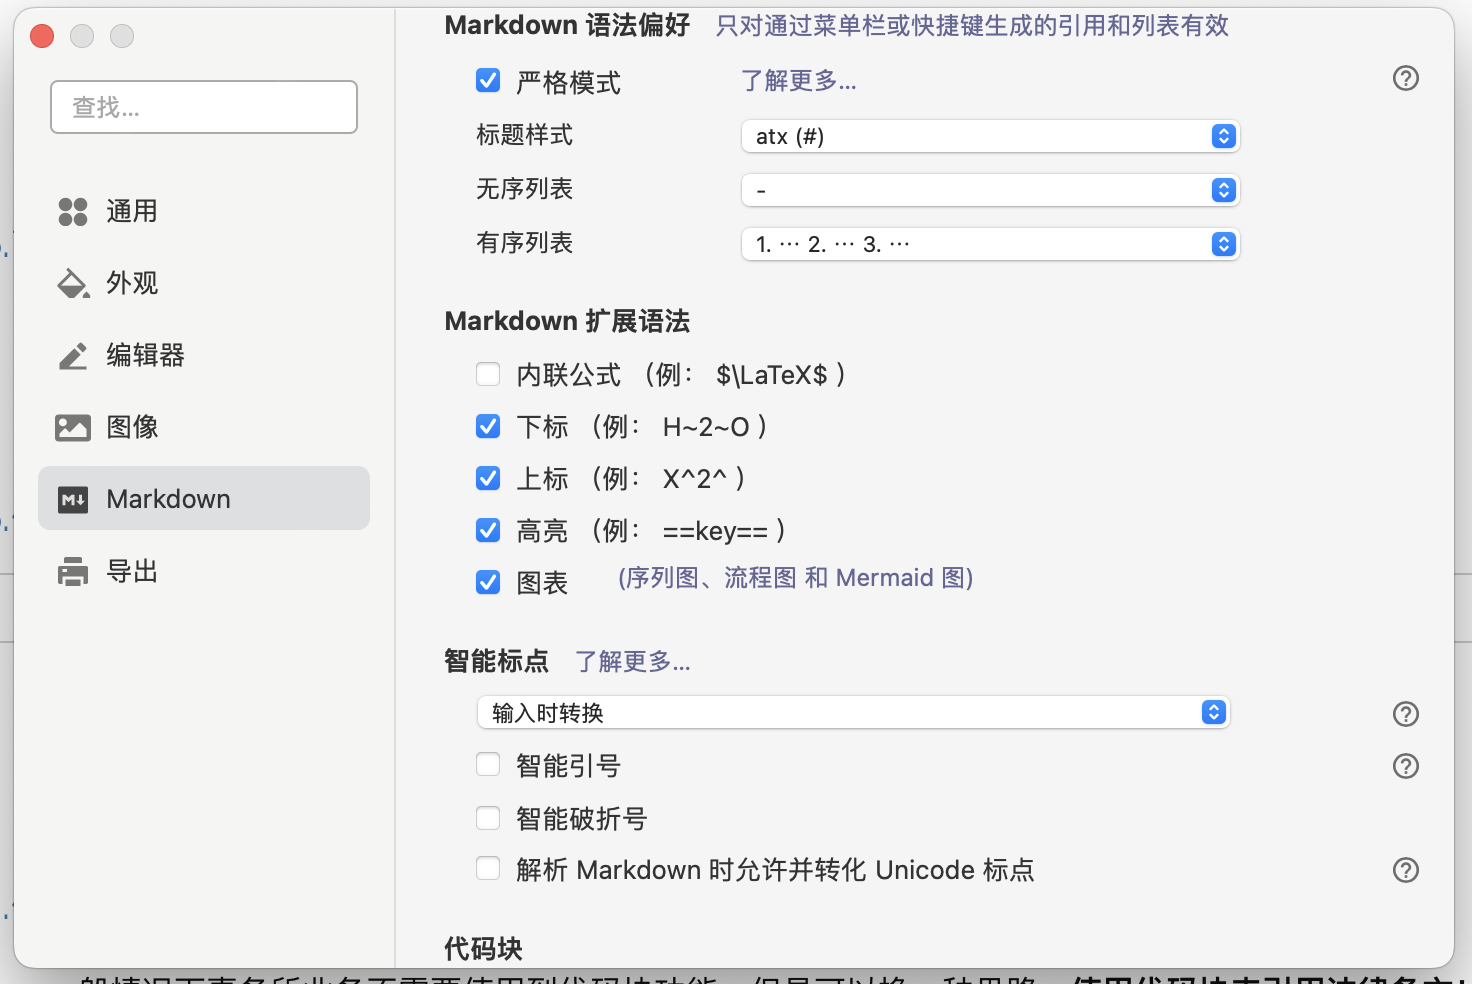 Markdown 语法偏好 只对通过菜单栏或快捷键生成的引用和列表有效
查找...
严格模式 了解更多...
标题样式 atx (#)
无序列表 -
有序列表 1. ··· 2. ··· 3. ···
通用
外观
编辑器
图像
Markdown
导出
Markdown 扩展语法
内联公式 （例： $\LaTeX$ ）
下标 （例： H~2~O ）
上标 （例： X^2^ ）
高亮 （例： ==key== ）
图表 (序列图、流程图 和 Mermaid 图)
智能标点 了解更多...
输入时转换
智能引号
智能破折号
解析 Markdown 时允许并转化 Unicode 标点
代码块